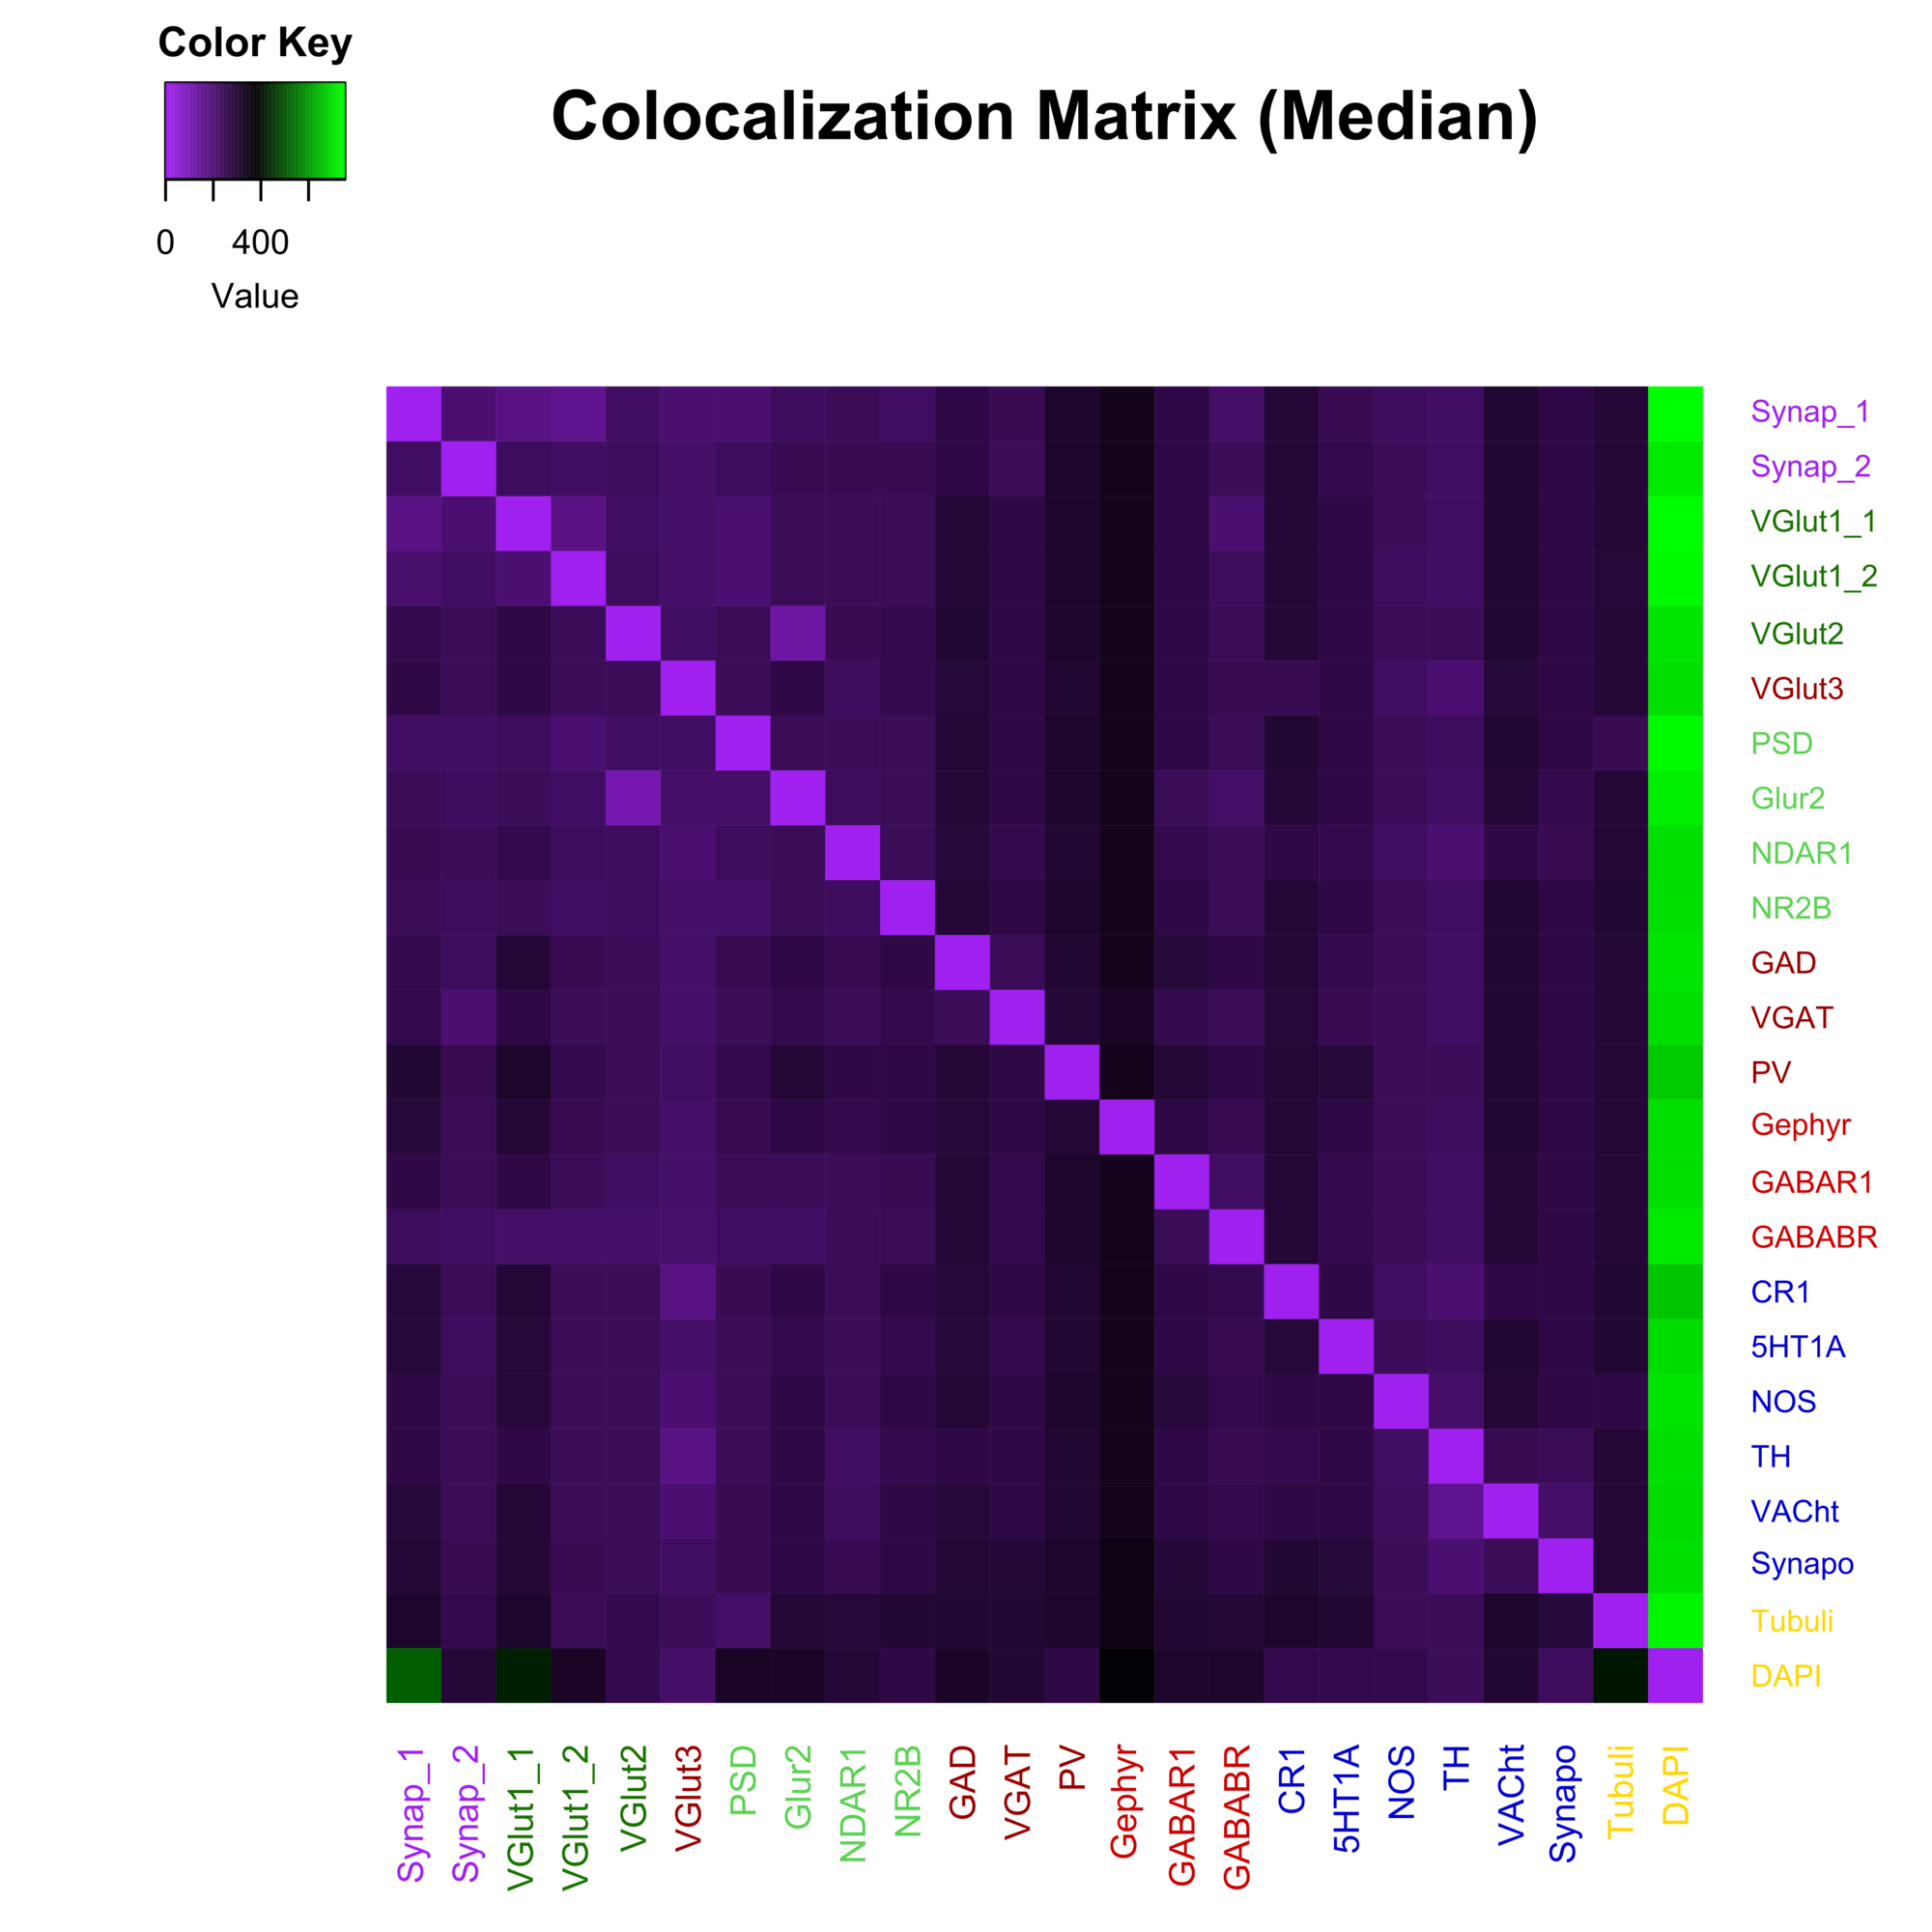 Color Key
Colocalization Matrix (Median)
0 400
Value
Synap_1
Synap_2
VGlut1_1
VGlut1_2
VGlut2
VGlut3
PSD
Glur2
NDAR1
NR2B
GAD
VGAT
PV
Gephyr
GABAR1
GABABR
CR1
5HT1A
NOS
TH
VACht
Synapo
Tubuli
DAPI
Synap_1
Synap_2
VGlut1_1
VGlut1_2
VGlut2
VGlut3
PSD
Glur2
NDAR1
NR2B
GAD
VGAT
PV
Gephyr
GABAR1
GABABR
CR1
5HT1A
NOS
TH
VACht
Synapo
Tubuli
DAPI